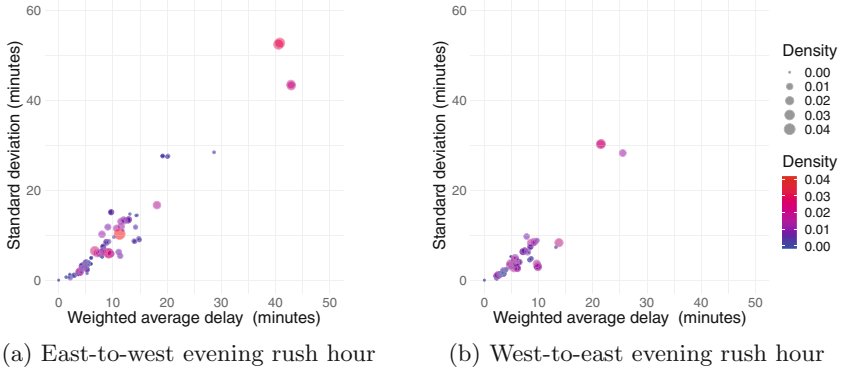 60
40
20
0
Standard deviation (minutes)
0 10 20 30 40 50
Weighted average delay (minutes)
(a) East-to-west evening rush hour
60
40
20
0
Standard deviation (minutes)
0 10 20 30 40 50
Weighted average delay (minutes)
(b) West-to-east evening rush hour
Density
0.00
0.01
0.02
0.03
0.04
Density
0.04
0.03
0.02
0.01
0.00